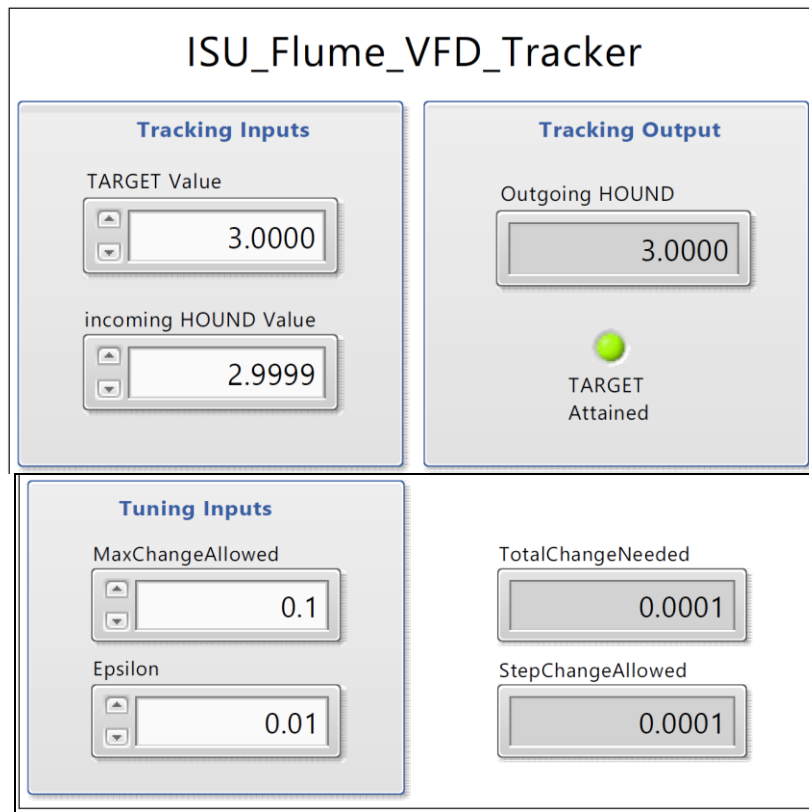 ISU_Flume_VFD_Tracker
Tracking Inputs
TARGET Value
3.0000
incoming HOUND Value
2.9999
Tracking Output
Outgoing HOUND
3.0000
TARGET
Attained
Tuning Inputs
MaxChangeAllowed
0.1
Epsilon
0.01
TotalChangeNeeded
0.0001
StepChangeAllowed
0.0001